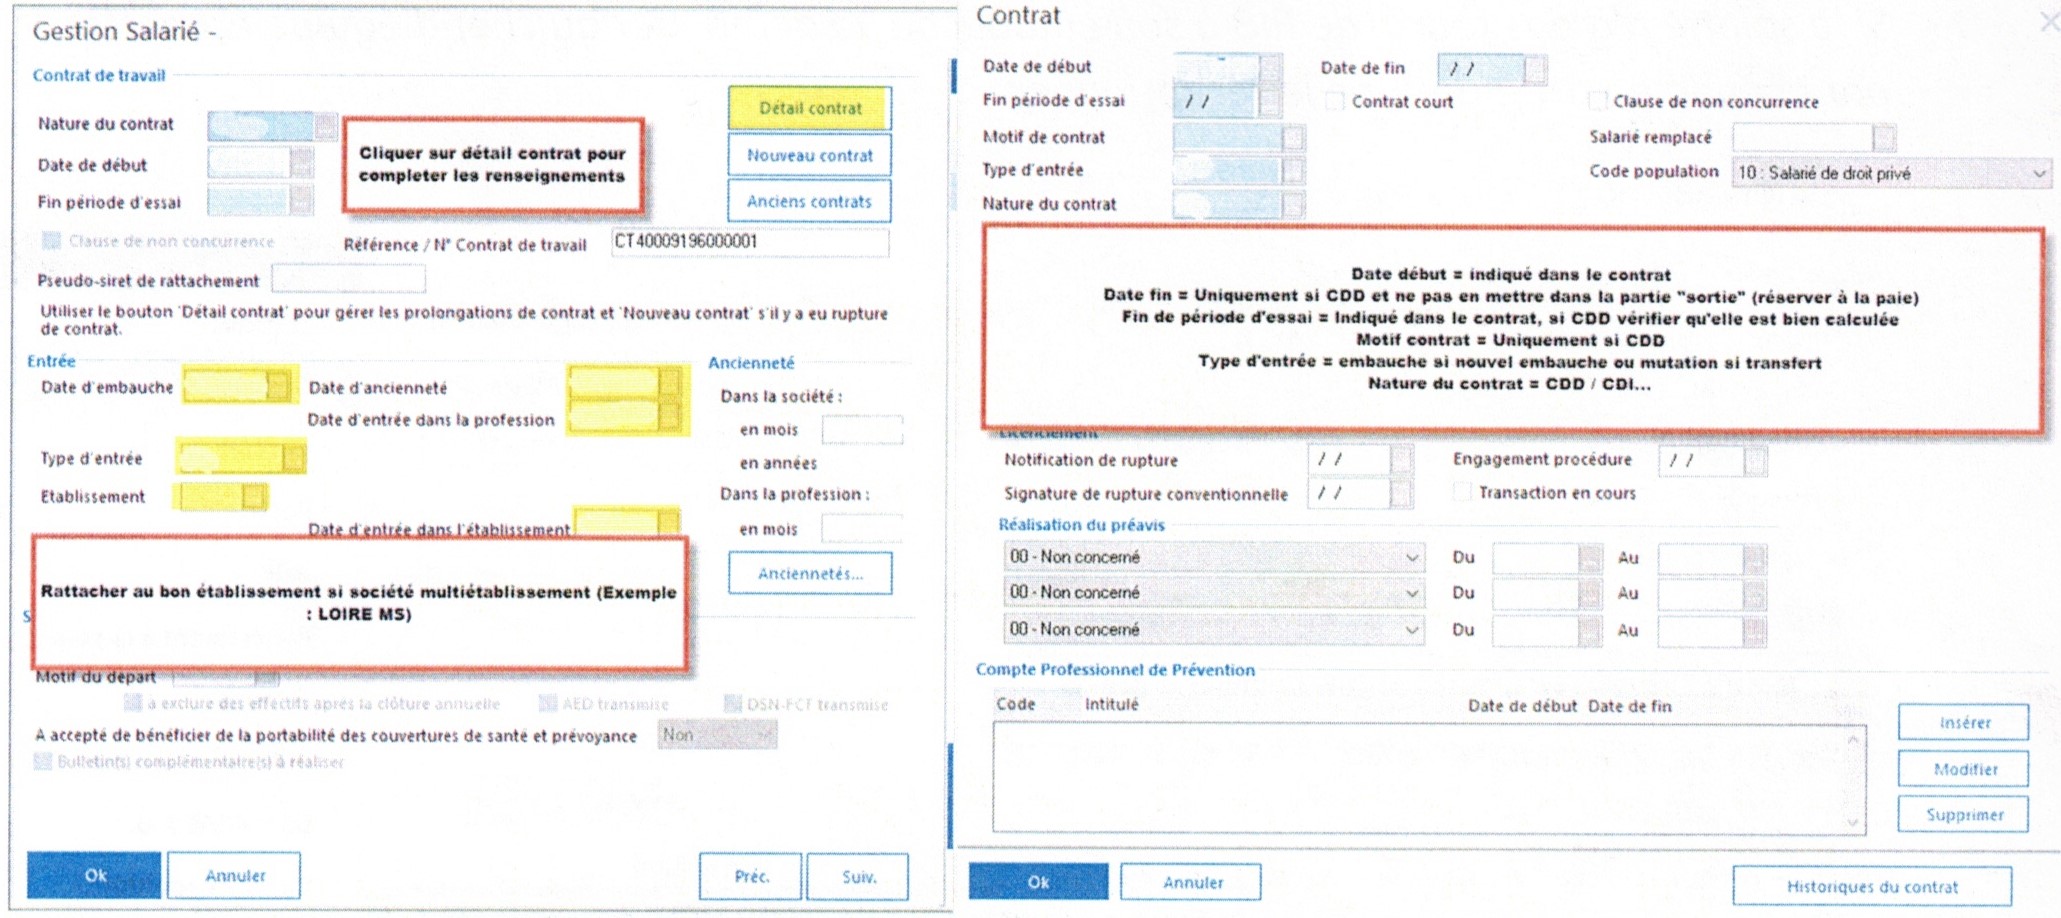 Gestion Salarié -
Contrat de travail
Nature du contrat
Date de début
Fin période d'essai
Cliquer sur détail contrat pour
completer les renseignements
Détail contrat
Nouveau contrat
Anciens contrats
Clause de non concurrence
Référence / N° Contrat de travail
CT40009196000001
Pseudo-siret de rattachement
Utiliser le bouton 'Détail contrat' pour gérer les prolongations de contrat et 'Nouveau contrat' s'il y a eu rupture
de contrat.
Entrée
Date d'embauche
Date d'ancienneté
Date d'entrée dans la profession
Type d'entrée
Etablissement
Date d'entrée dans l'établissement
Ancienneté
Dans la société :
en mois
en années
Dans la profession :
en mois
Anciennetés...
Rattacher au bon établissement si société multiétablissement (Exemple
: LOIRE MS)
S
Motif du départ
à exclure des effectifs après la clôture annuelle
AED transmise
DSN-FCT transmise
A accepté de bénéficier de la portabilité des couvertures de santé et prévoyance
Non
Bulletin(s) complémentaire(s) à réaliser
Ok
Annuler
Préc.
Suiv.
Contrat
Date de début
Date de fin
/ /
Fin période d'essai
/ /
Contrat court
Clause de non concurrence
Motif de contrat
Salarié remplacé
Type d'entrée
Code population
10 : Salarié de droit privé
Nature du contrat
Date début = indiqué dans le contrat
Date fin = Uniquement si CDD et ne pas en mettre dans la partie "sortie" (réserver à la paie)
Fin de période d'essai = Indiqué dans le contrat, si CDD vérifier qu'elle est bien calculée
Motif contrat = Uniquement si CDD
Type d'entrée = embauche si nouvel embauche ou mutation si transfert
Nature du contrat = CDD / CDI...
Licenciement
Notification de rupture
/ /
Engagement procédure
/ /
Signature de rupture conventionnelle
/ /
Transaction en cours
Réalisation du préavis
00 - Non concerné
Du
Au
00 - Non concerné
Du
Au
00 - Non concerné
Du
Au
Compte Professionnel de Prévention
Code
Intitulé
Date de début
Date de fin
Insérer
Modifier
Supprimer
Ok
Annuler
Historiques du contrat